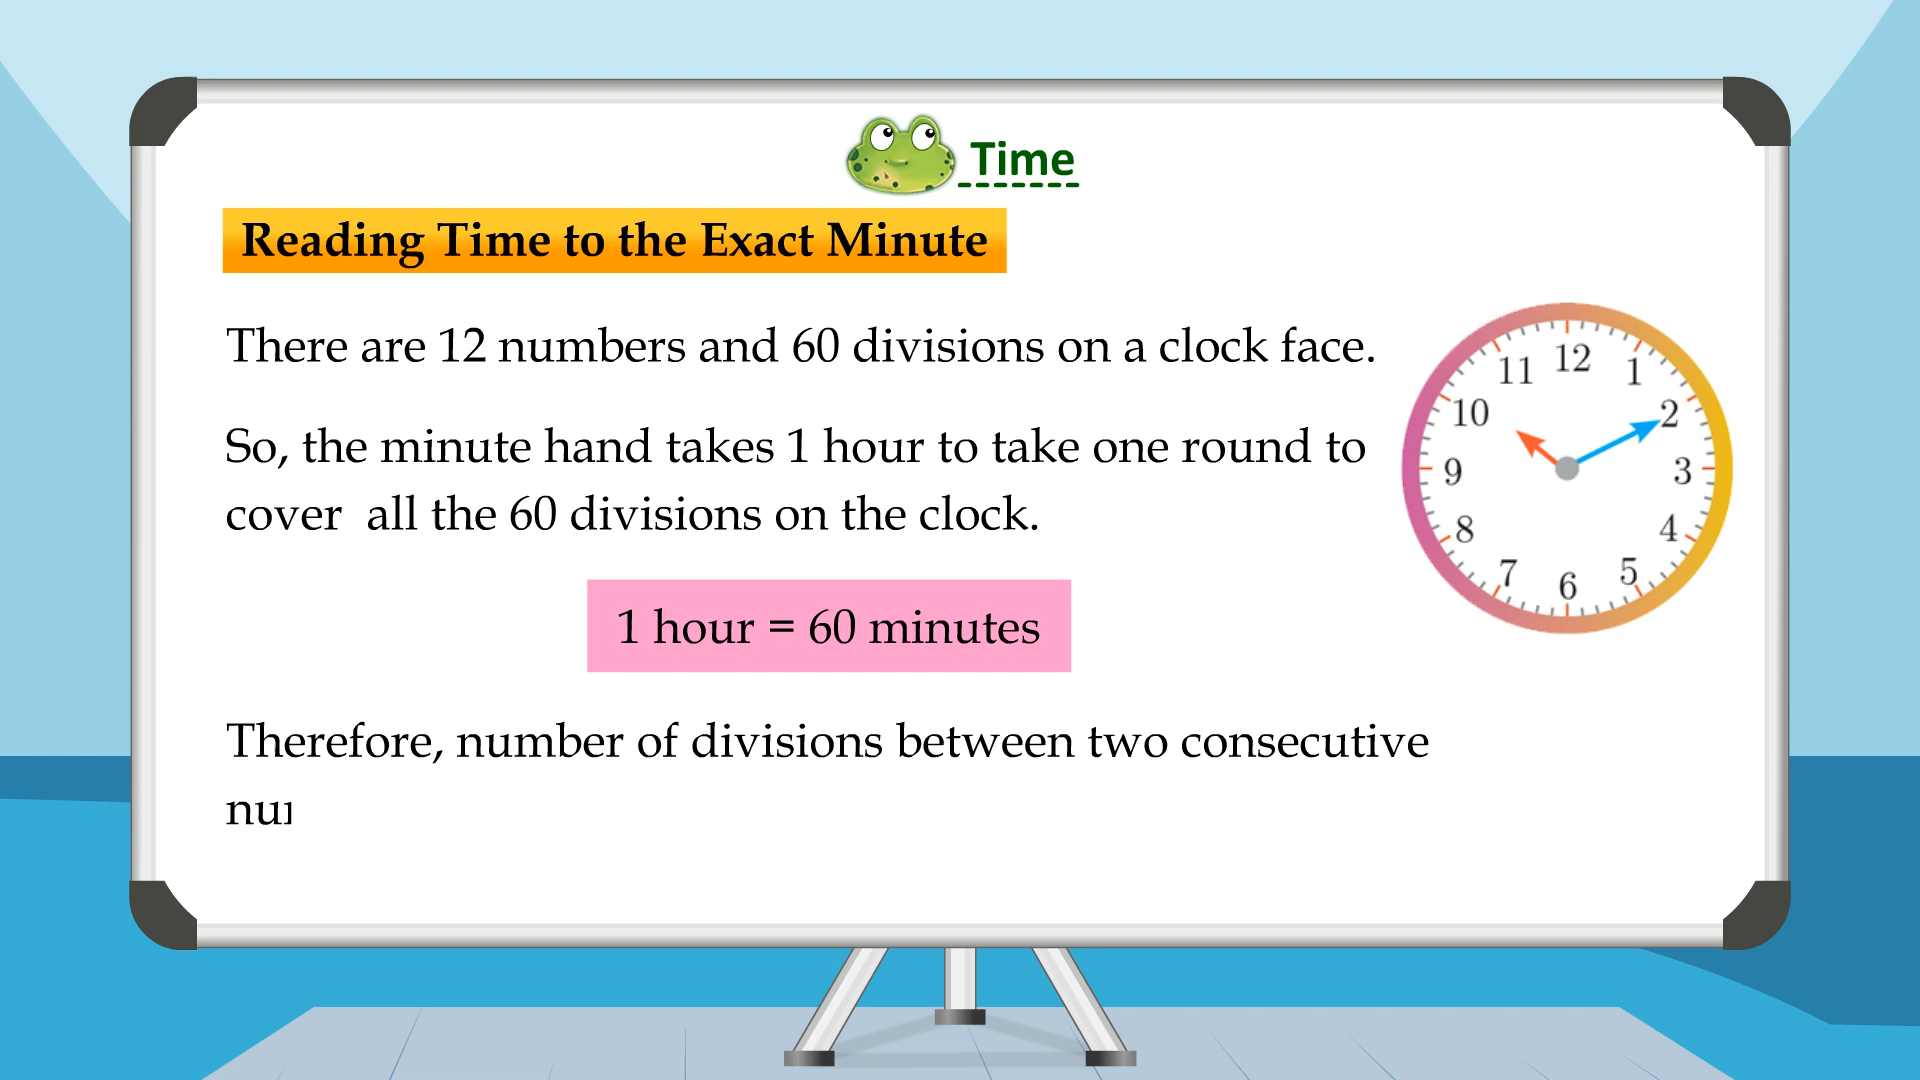 Time
Reading Time to the Exact Minute
There are 12 numbers and 60 divisions on a clock face.
So, the minute hand takes 1 hour to take one round to
cover all the 60 divisions on the clock.
1 hour = 60 minutes
Therefore, number of divisions between two consecutive
12
11 1
10 2
9 3
8 4
7 5
6